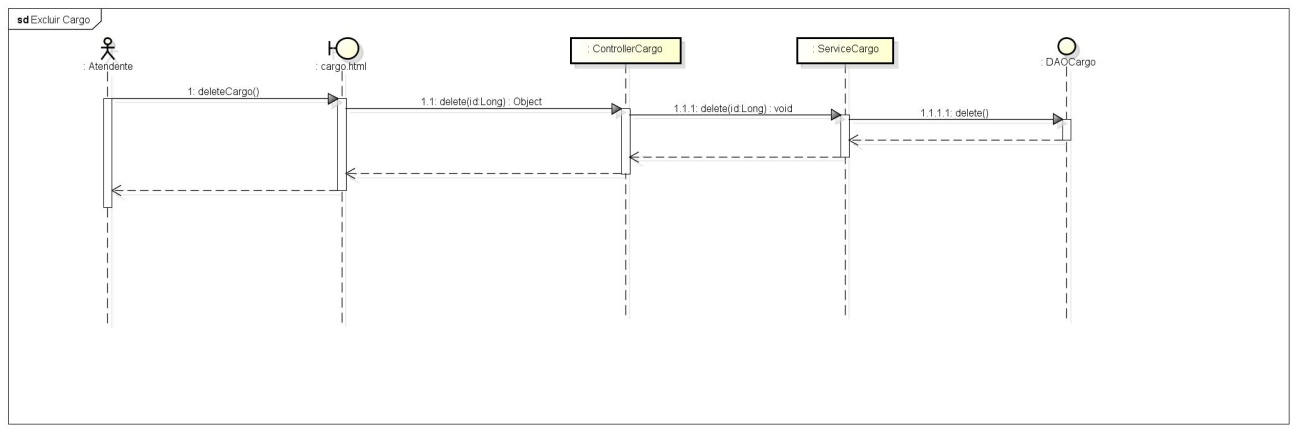 sd Excluir Cargo
: Atendente
: cargo.html
: ControllerCargo
: ServiceCargo
: DAOCargo
1: deleteCargo()
1.1: delete(id:Long) : Object
1.1.1: delete(id:Long) : void
1.1.1.1: delete()